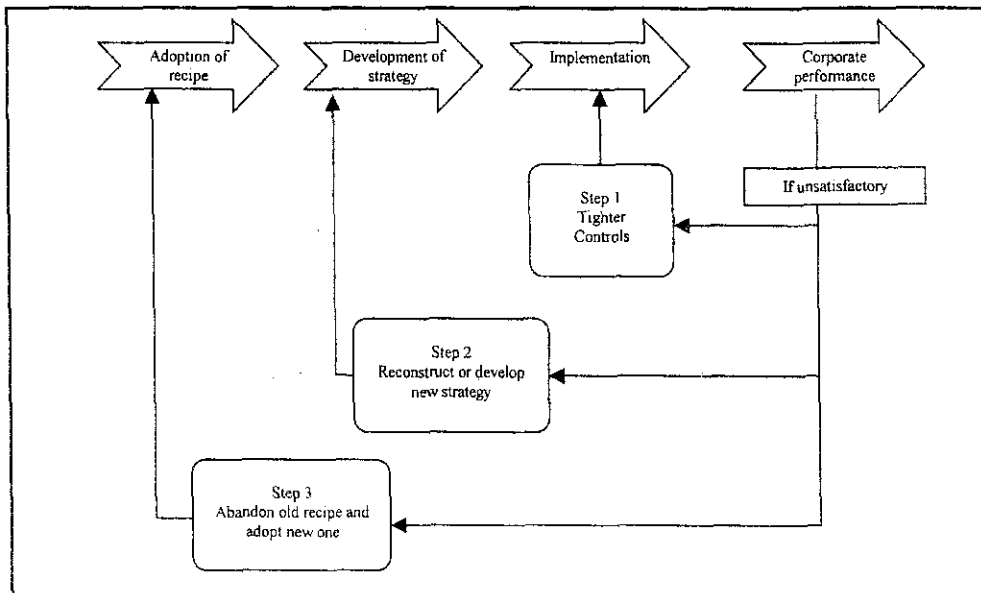 Adoption of
recipe
Development of
strategy
Implementation
Corporate
performance
If unsatisfactory
Step 1
Tighter
Controls
Step 2
Reconstruct or develop
new strategy
Step 3
Abandon old recipe and
adopt new one